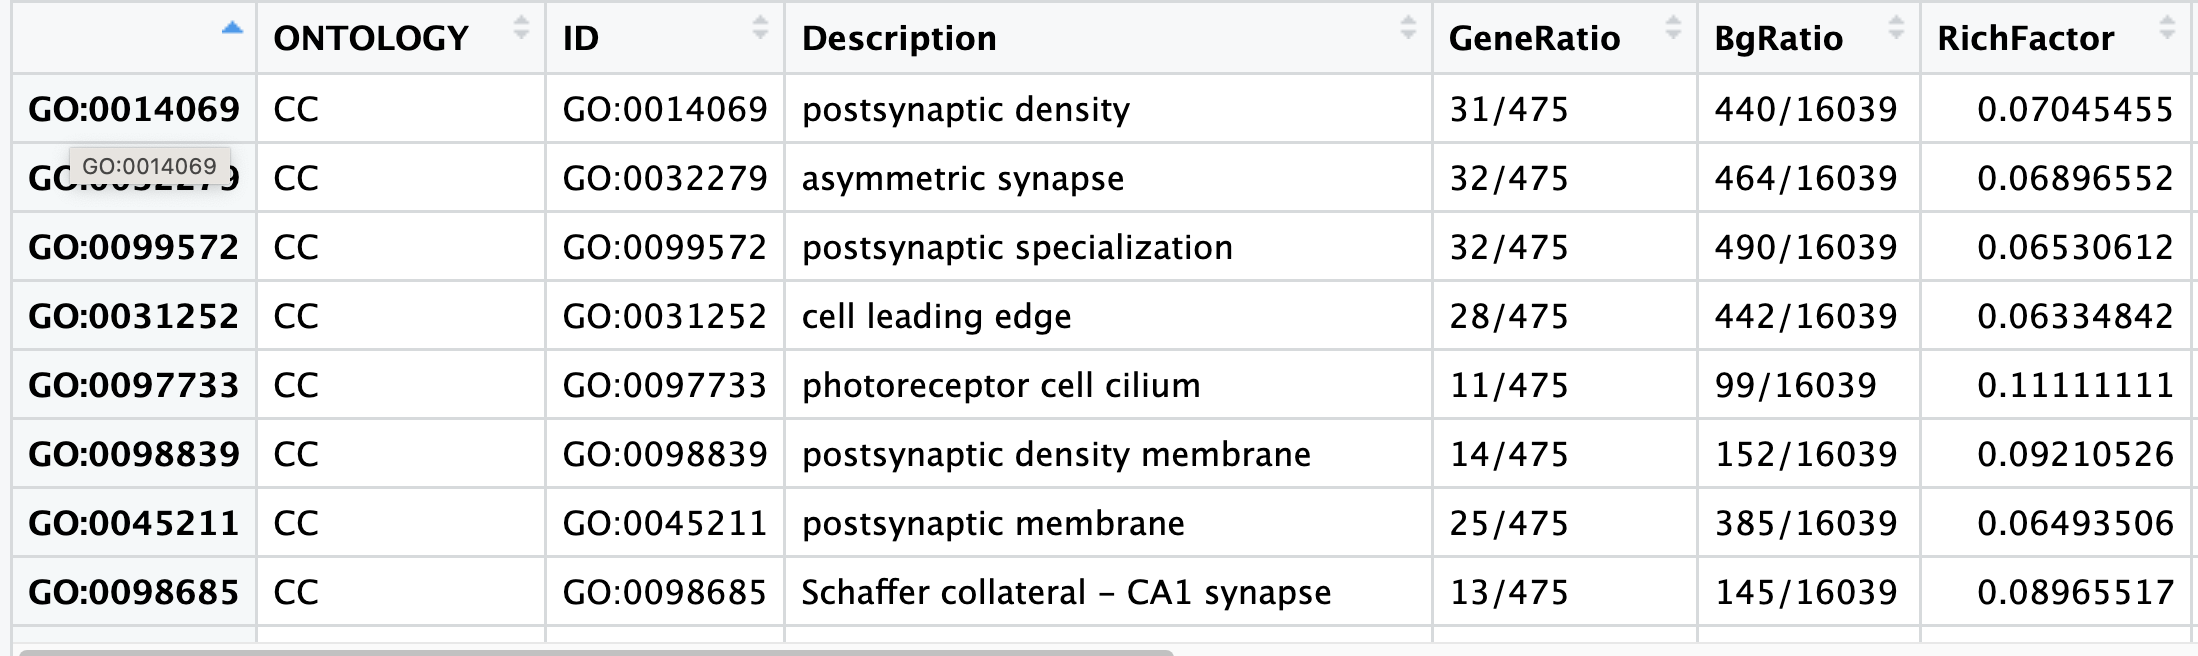 ONTOLOGY ID Description GeneRatio BgRatio RichFactor
GO:0014069 CC GO:0014069 postsynaptic density 31/475 440/16039 0.07045455
GO:0014069
CC GO:0032279 asymmetric synapse 32/475 464/16039 0.06896552
GO:0099572 CC GO:0099572 postsynaptic specialization 32/475 490/16039 0.06530612
GO:0031252 CC GO:0031252 cell leading edge 28/475 442/16039 0.06334842
GO:0097733 CC GO:0097733 photoreceptor cell cilium 11/475 99/16039 0.11111111
GO:0098839 CC GO:0098839 postsynaptic density membrane 14/475 152/16039 0.09210526
GO:0045211 CC GO:0045211 postsynaptic membrane 25/475 385/16039 0.06493506
GO:0098685 CC GO:0098685 Schaffer collateral – CA1 synapse 13/475 145/16039 0.08965517